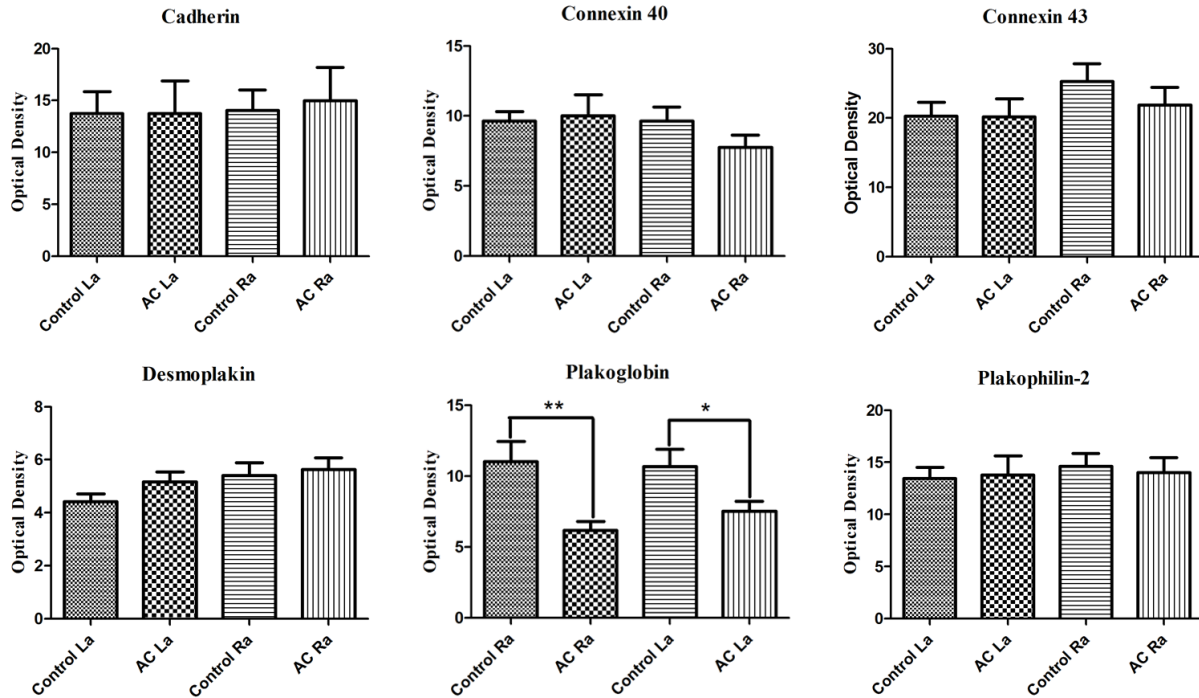 Cadherin
Optical Density
20
15
10
5
0
Control La
AC La
Control Ra
AC Ra
Connexin 40
Optical Density
15
10
5
0
Control La
AC La
Control Ra
AC Ra
Connexin 43
Optical Density
30
20
10
0
Control La
AC La
Control Ra
AC Ra
Desmoplakin
Optical Density
8
6
4
2
0
Control La
AC La
Control Ra
AC Ra
Plakoglobin
Optical Density
15
10
5
0
**
*
Control Ra
AC Ra
Control La
AC La
Plakophilin-2
Optical Density
20
15
10
5
0
Control La
AC La
Control Ra
AC Ra